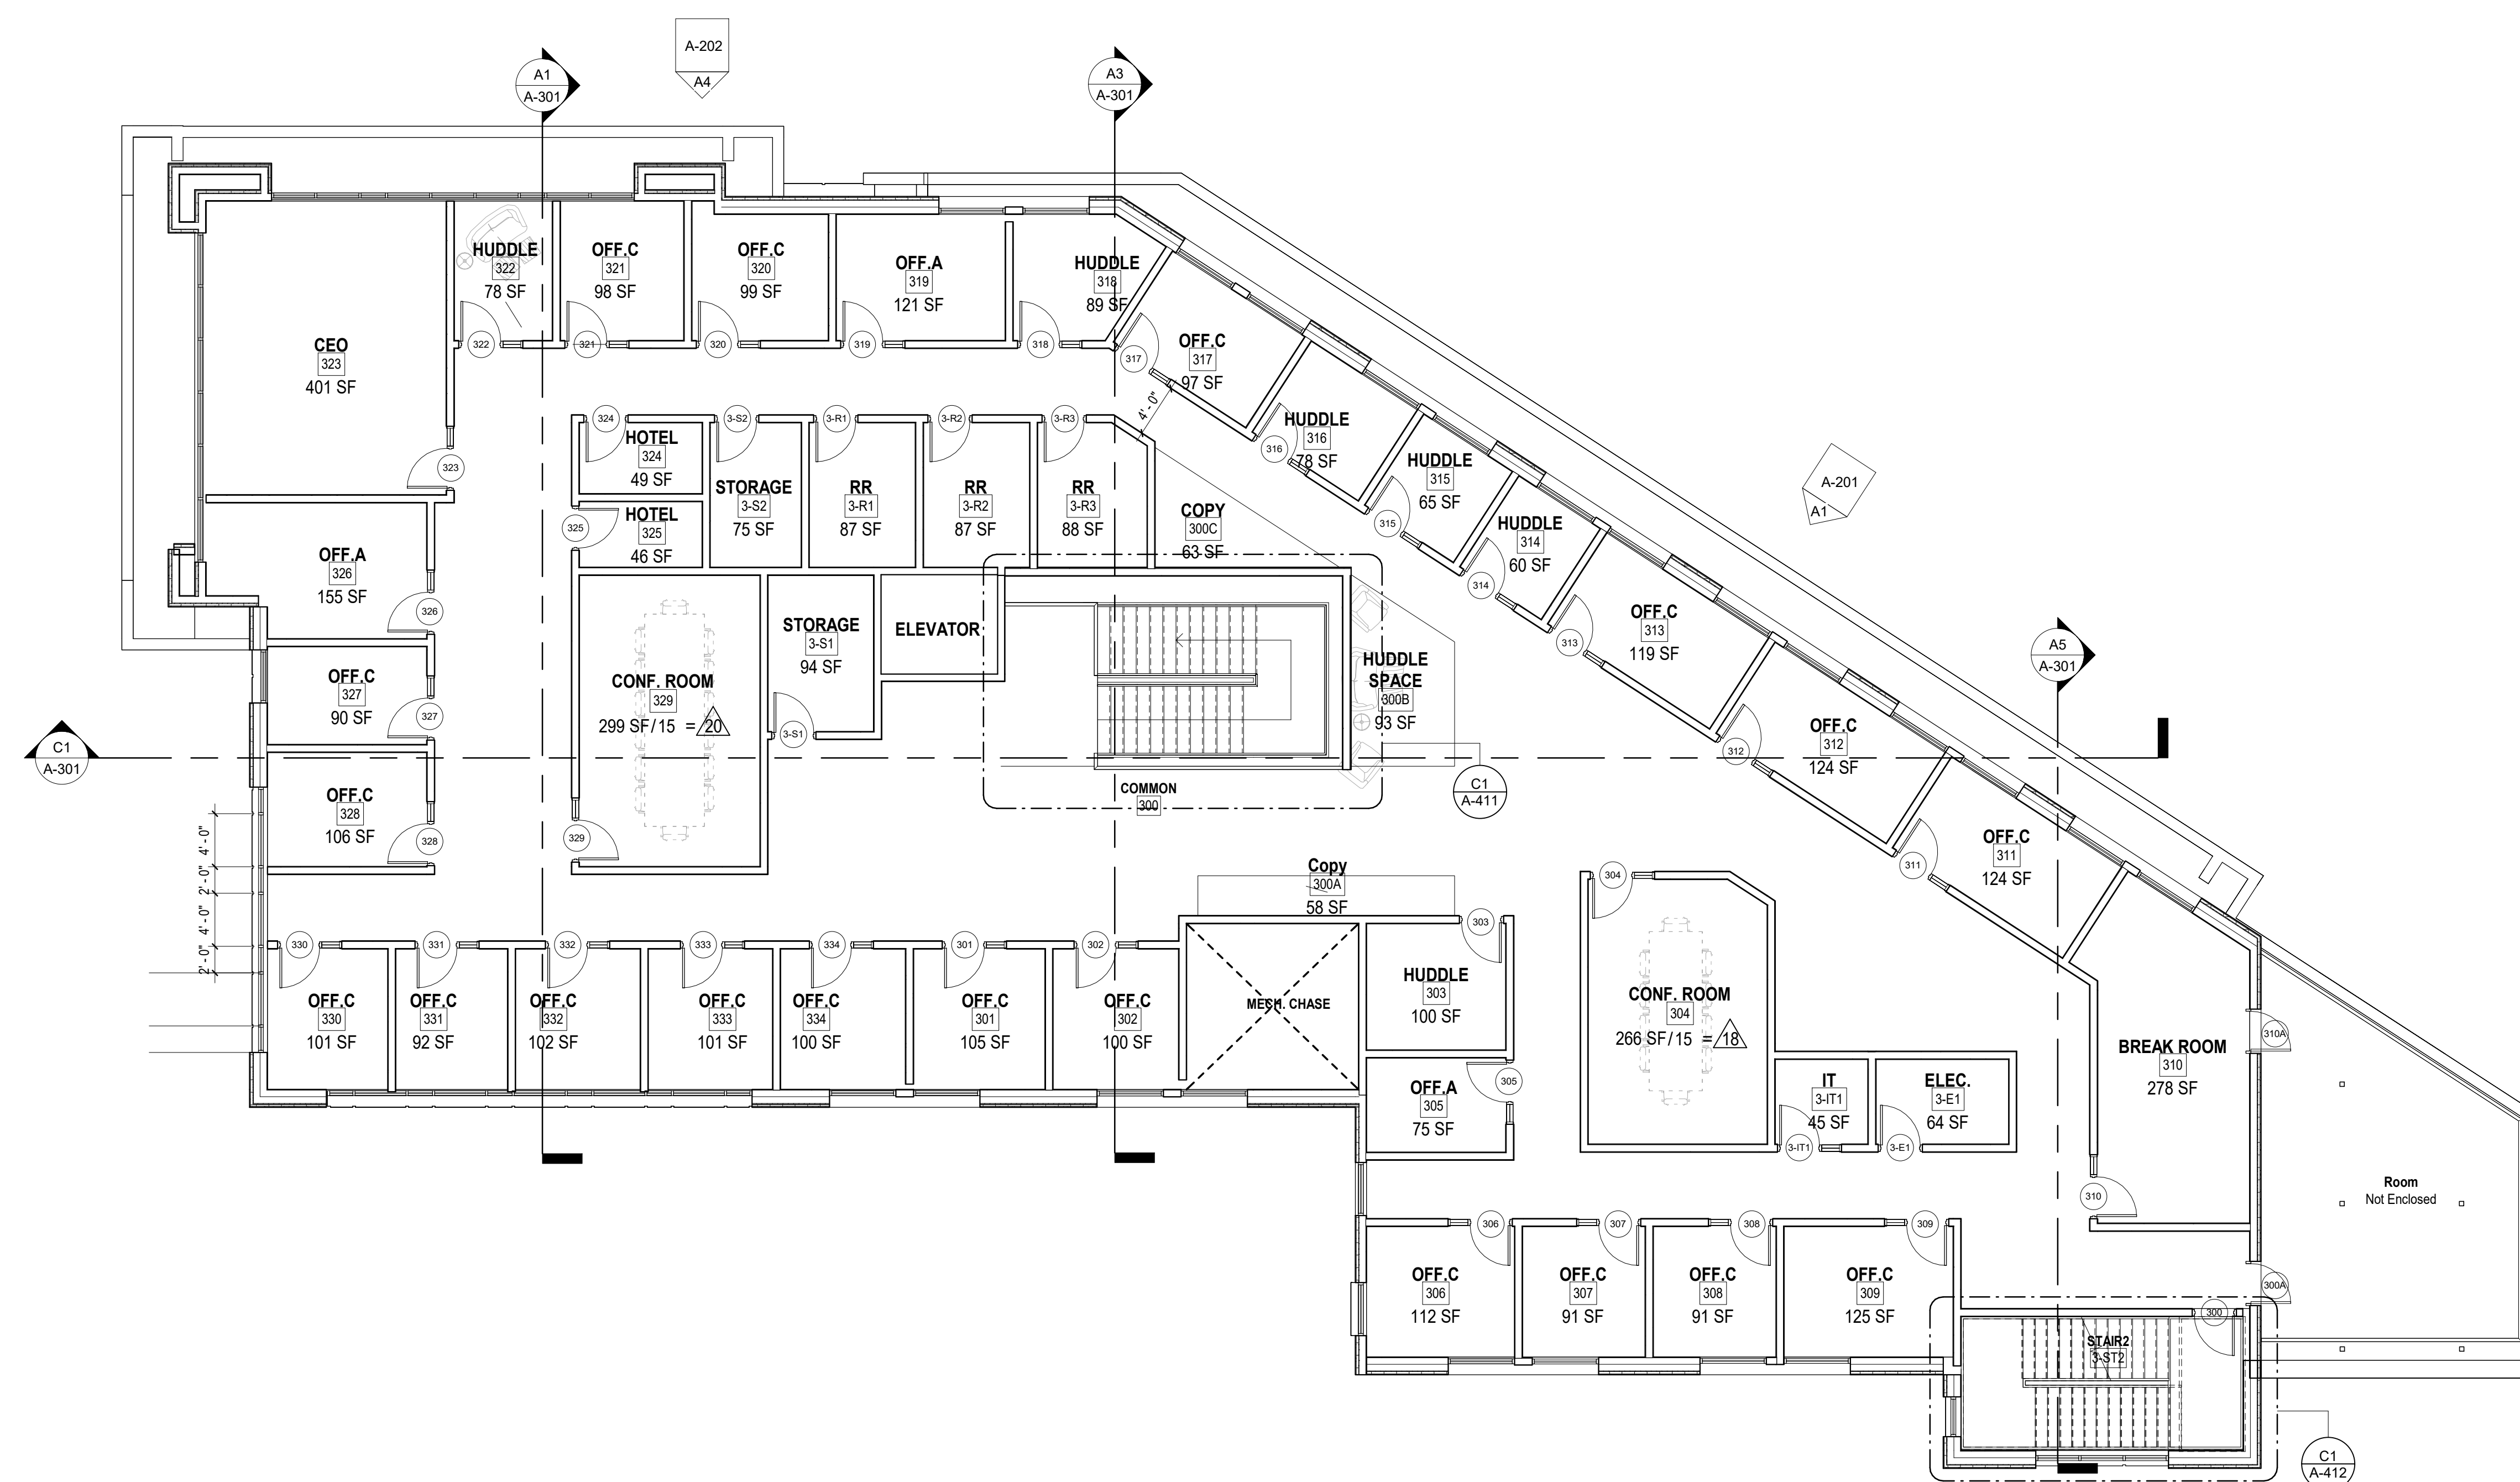 A-202
A4
A1
A-301
A3
A-301
HUDDLE
322
78 SF
OFF.C
321
98 SF
OFF.C
320
99 SF
OFF.A
319
121 SF
HUDDLE
318
89 SF
322
321
320
319
318
317
OFF.C
317
97 SF
CEO
323
401 SF
323
4' - 0"
324
3-S2
3-R1
3-R2
3-R3
HOTEL
324
49 SF
HOTEL
325
46 SF
325
STORAGE
3-S2
75 SF
RR
3-R1
87 SF
RR
3-R2
87 SF
RR
3-R3
88 SF
COPY
300C
63 SF
HUDDLE
316
78 SF
316
HUDDLE
315
65 SF
315
HUDDLE
314
60 SF
314
A-201
A1
OFF.C
313
119 SF
313
OFF.A
326
155 SF
326
OFF.C
327
90 SF
327
OFF.C
328
106 SF
328
CONF. ROOM
329
299 SF/15 = 20
329
STORAGE
3-S1
94 SF
3-S1
ELEVATOR
HUDDLE
SPACE
300B
93 SF
COMMON
300
C1
A-411
C1
A-301
A5
A-301
OFF.C
312
124 SF
312
OFF.C
311
124 SF
311
4' - 0"
2' - 0"
4' - 0"
2' - 0"
Copy
300A
58 SF
303
304
330
331
332
333
334
301
302
OFF.C
330
101 SF
OFF.C
331
92 SF
OFF.C
332
102 SF
OFF.C
333
101 SF
OFF.C
334
100 SF
OFF.C
301
105 SF
OFF.C
302
100 SF
MECH. CHASE
HUDDLE
303
100 SF
CONF. ROOM
304
266 SF/15 = 18
OFF.A
305
75 SF
305
IT
3-IT1
45 SF
3-IT1
ELEC.
3-E1
64 SF
3-E1
BREAK ROOM
310
278 SF
310A
310
Room
Not Enclosed
306
307
308
309
OFF.C
306
112 SF
OFF.C
307
91 SF
OFF.C
308
91 SF
OFF.C
309
125 SF
300A
300
STAIR2
3-ST2
C1
A-412